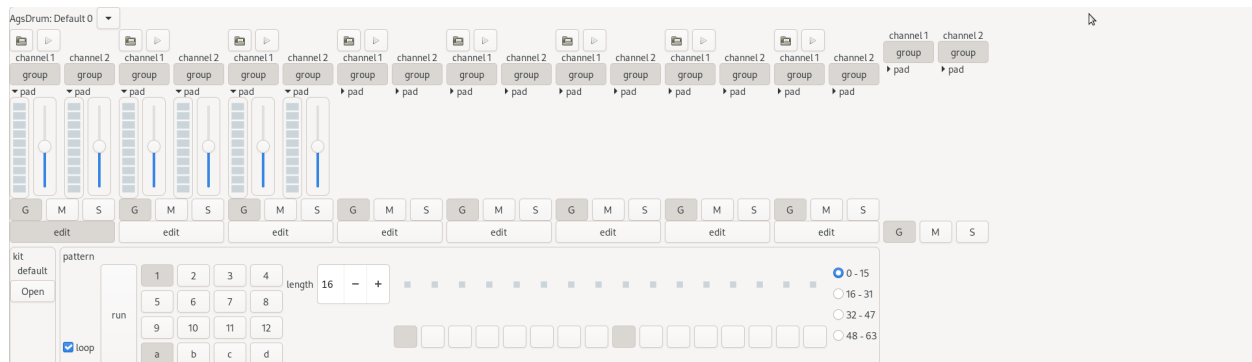 AgsDrum: Default 0
channel 1 channel 2 channel 1 channel 2 channel 1 channel 2 channel 1 channel 2 channel 1 channel 2 channel 1 channel 2 channel 1 channel 2 channel 1 channel 2 channel 1 channel 2
group group group group group group group group group group group group group group group group group group
pad pad pad pad pad pad pad pad pad pad pad pad pad pad pad pad pad pad
G M S G M S G M S G M S G M S G M S G M S G M S
edit edit edit edit edit edit edit edit G M S
kit pattern
default
Open
run
loop
1 2 3 4
5 6 7 8
9 10 11 12
a b c d
length 16 − +
0 - 15
16 - 31
32 - 47
48 - 63